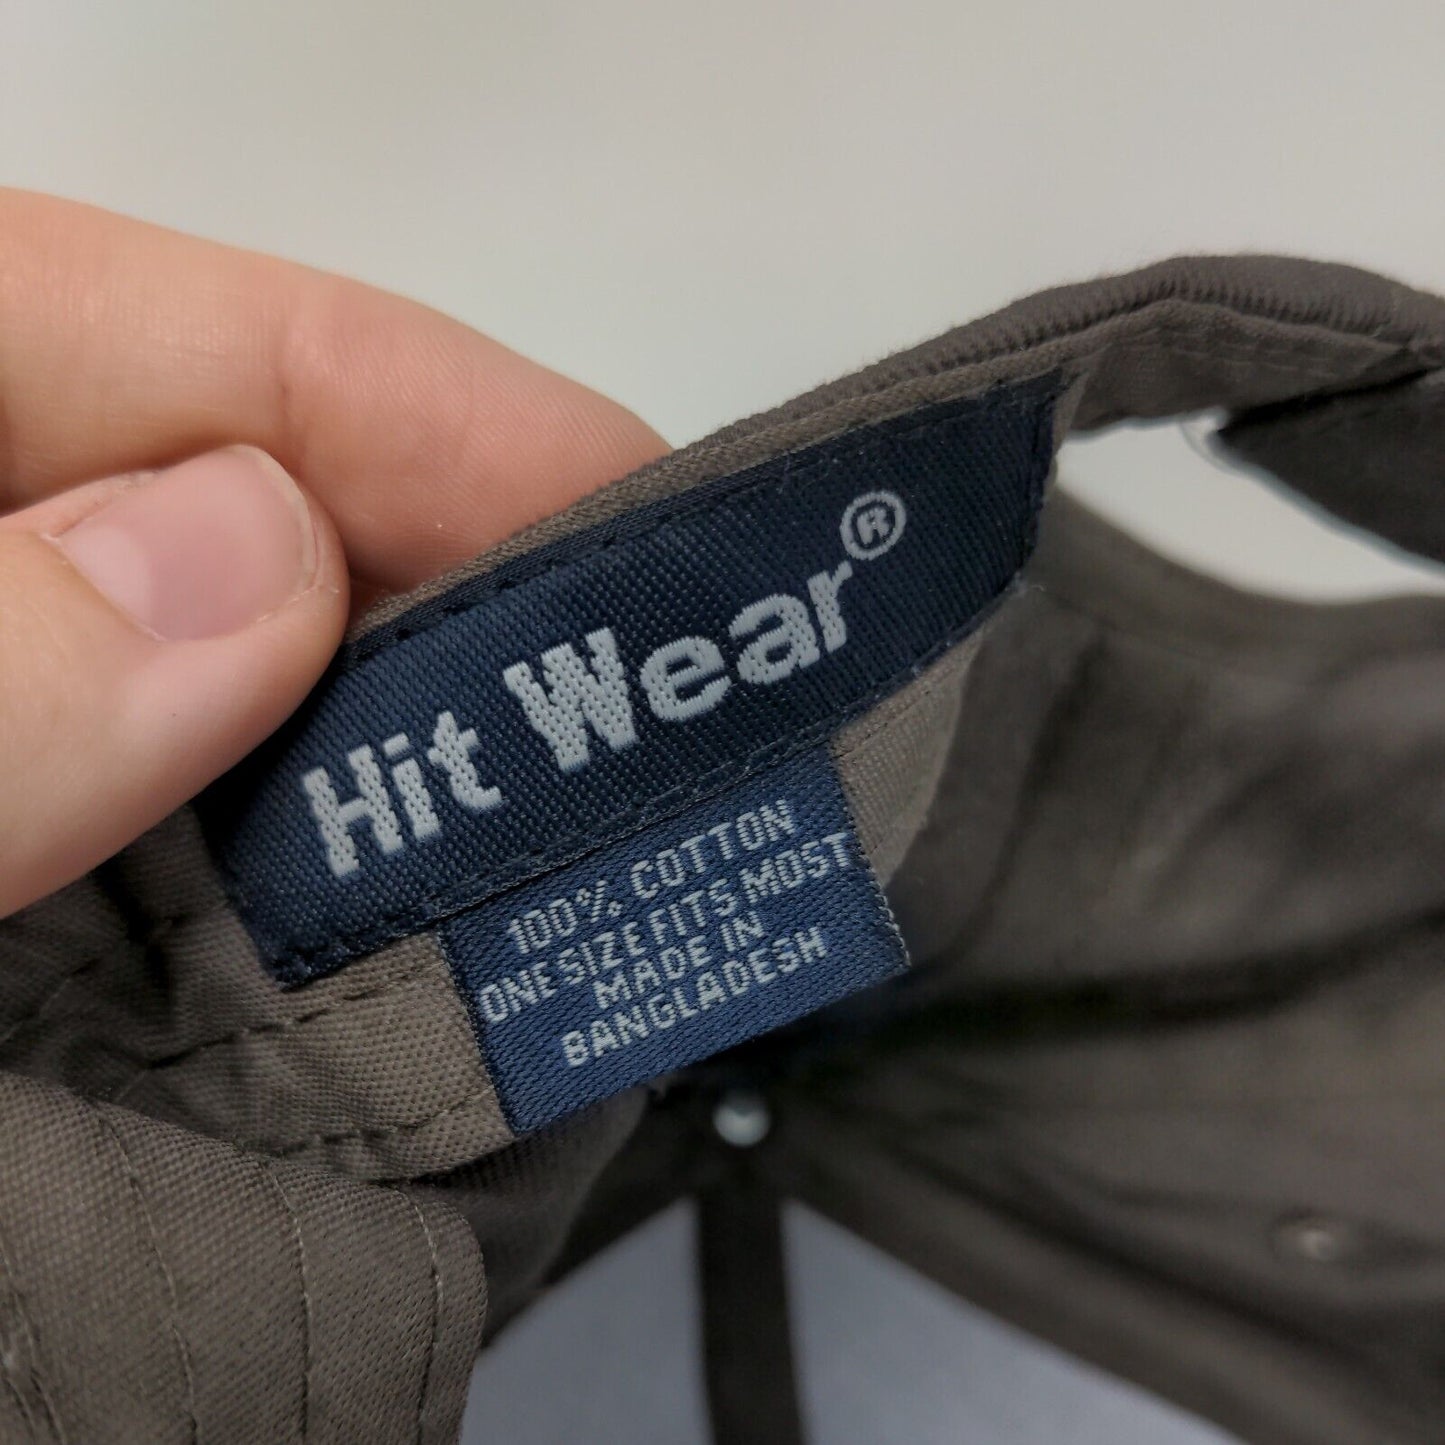 Hit Wear®
100% COTTON
ONE SIZE FITS MOST
MADE IN
BANGLADESH